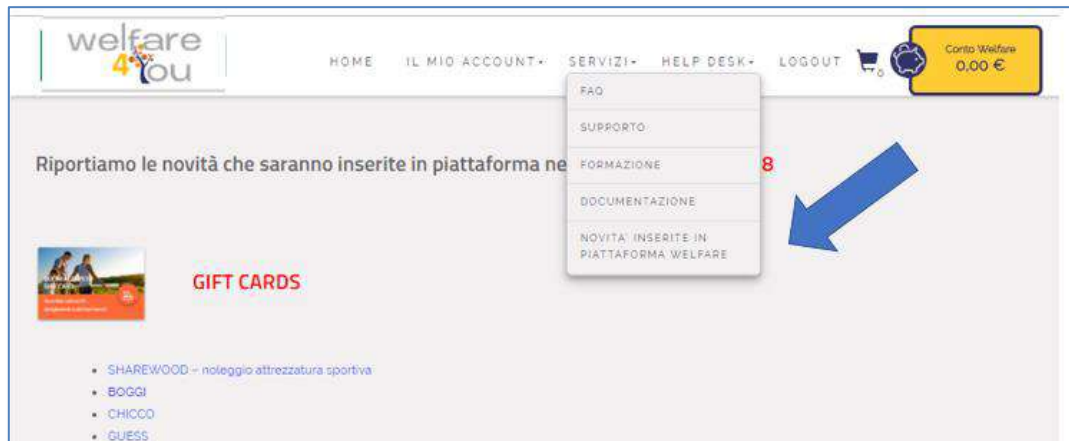 welfare
4You
HOME IL MIO ACCOUNT SERVIZI HELP DESK LOGOUT 0
Conto Welfare
0,00 €
FAQ
SUPPORTO
FORMAZIONE
DOCUMENTAZIONE
NOVITA' INSERITE IN
PIATTAFORMA WELFARE
Riportiamo le novità che saranno inserite in piattaforma ne 8
GIFT CARDS
• SHAREWOOD – noleggio attrezzatura sportiva
• BOGGI
• CHICCO
• GUESS